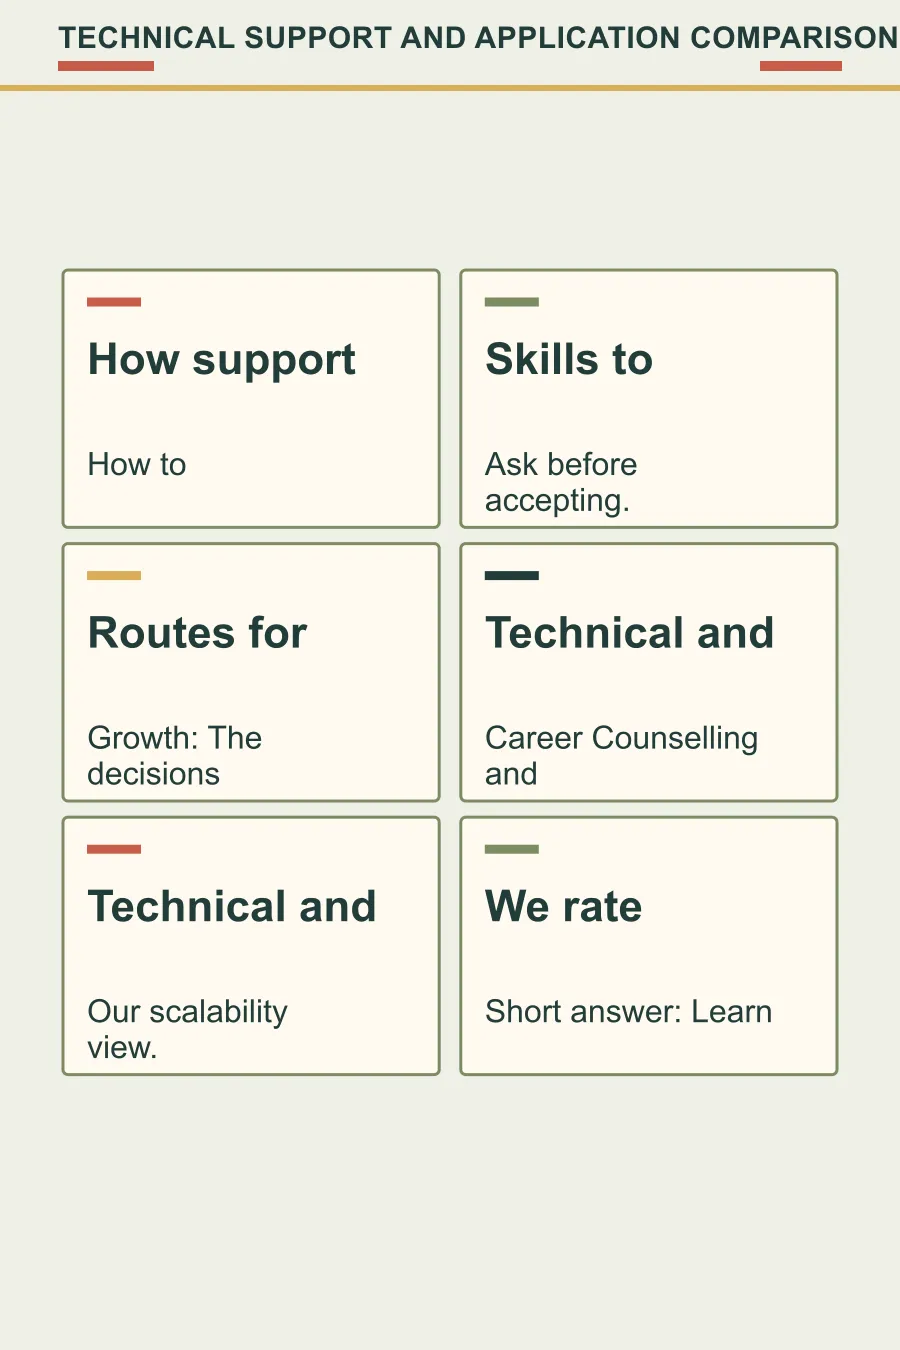 TECHNICAL SUPPORT AND APPLICATION COMPARISON
How support
How to
Skills to
Ask before
accepting.
Routes for
Growth: The
decisions
Technical and
Career Counselling
and
Technical and
Our scalability
view.
We rate
Short answer: Learn